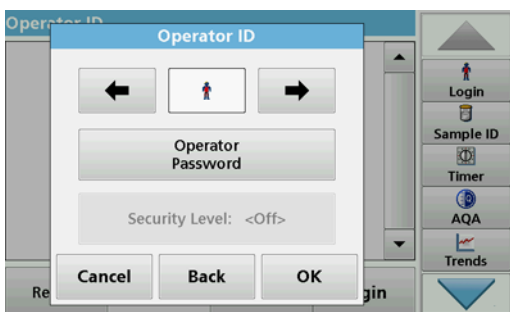 Operator ID
Operator ID
Login
Sample ID
Operator
Password
Timer
AQA
Security Level: <Off>
Trends
Cancel
Back
OK